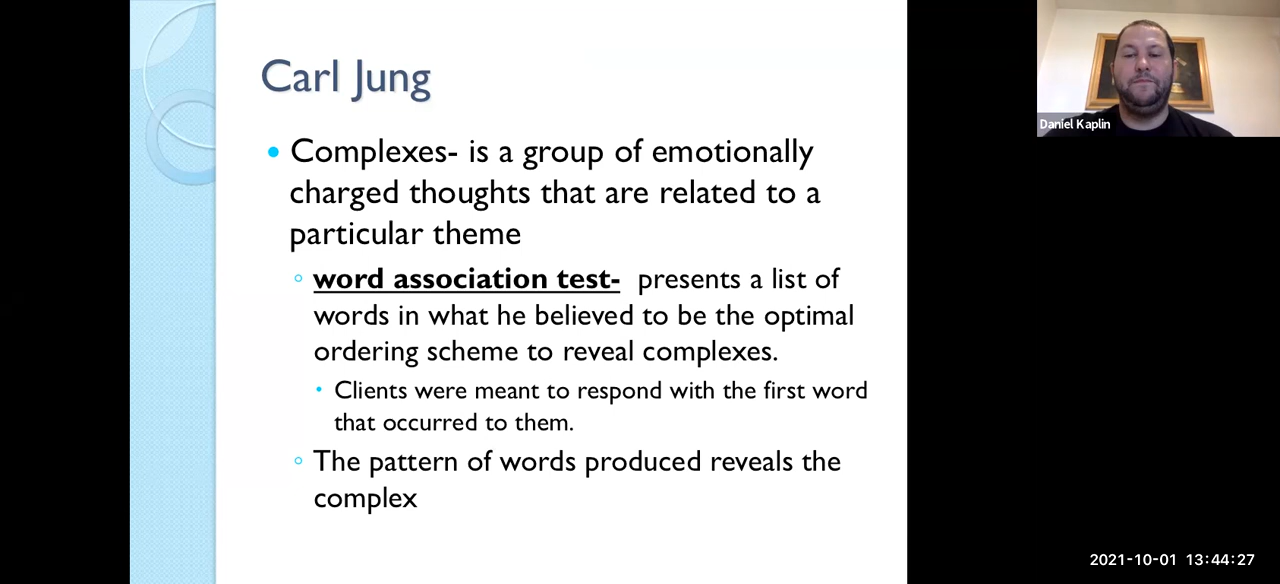 Carl Jung
Complexes- is a group of emotionally
charged thoughts that are related to a
particular theme
word association test-  presents a list of
words in what he believed to be the optimal
ordering scheme to reveal complexes.
Clients were meant to respond with the first word
that occurred to them.
The pattern of words produced reveals the
complex
Daniel Kaplin
2021-10-01 13:44:27